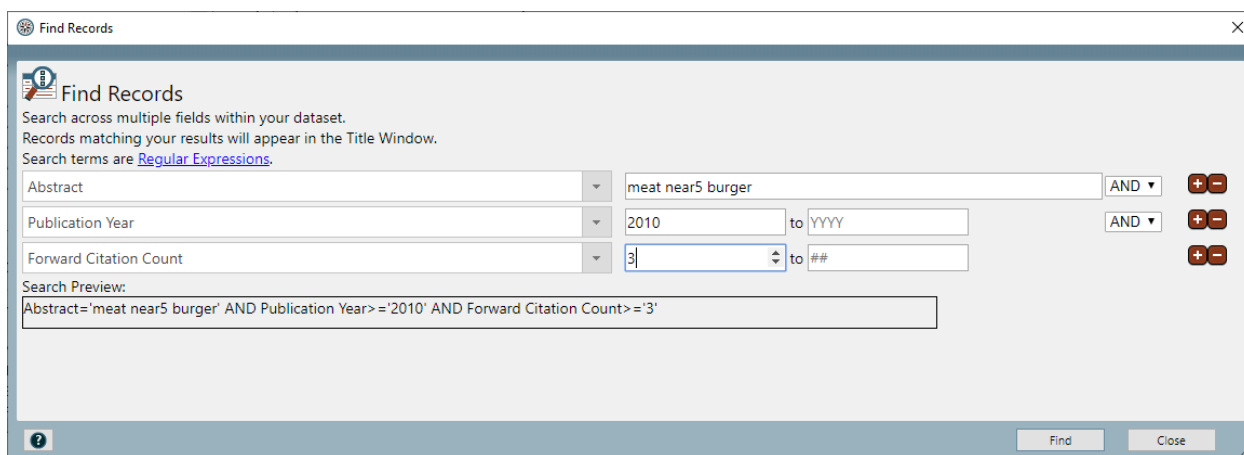 Find Records
Find Records
Search across multiple fields within your dataset.
Records matching your results will appear in the Title Window.
Search terms are Regular Expressions.
Abstract meat near5 burger AND
Publication Year 2010 to YYYY AND
Forward Citation Count 3 to ##
Search Preview:
Abstract='meat near5 burger' AND Publication Year>='2010' AND Forward Citation Count>='3'
? Find Close